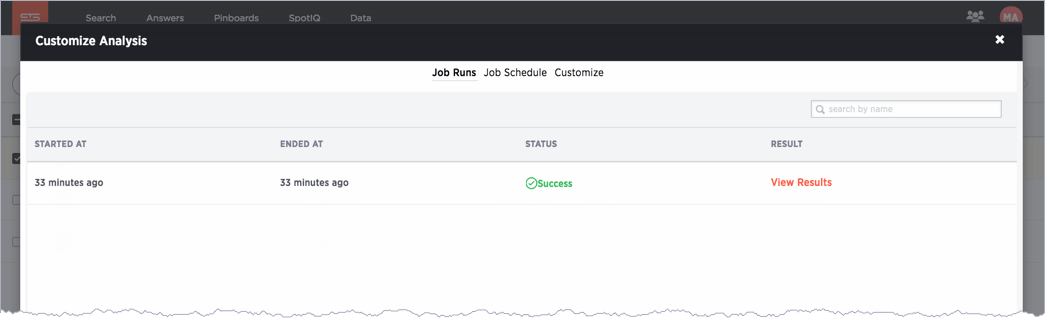 Search Answers Pinboards SpotIQ Data MA
Customize Analysis
Job Runs Job Schedule Customize
search by name
STARTED AT ENDED AT STATUS RESULT
33 minutes ago 33 minutes ago Success View Results